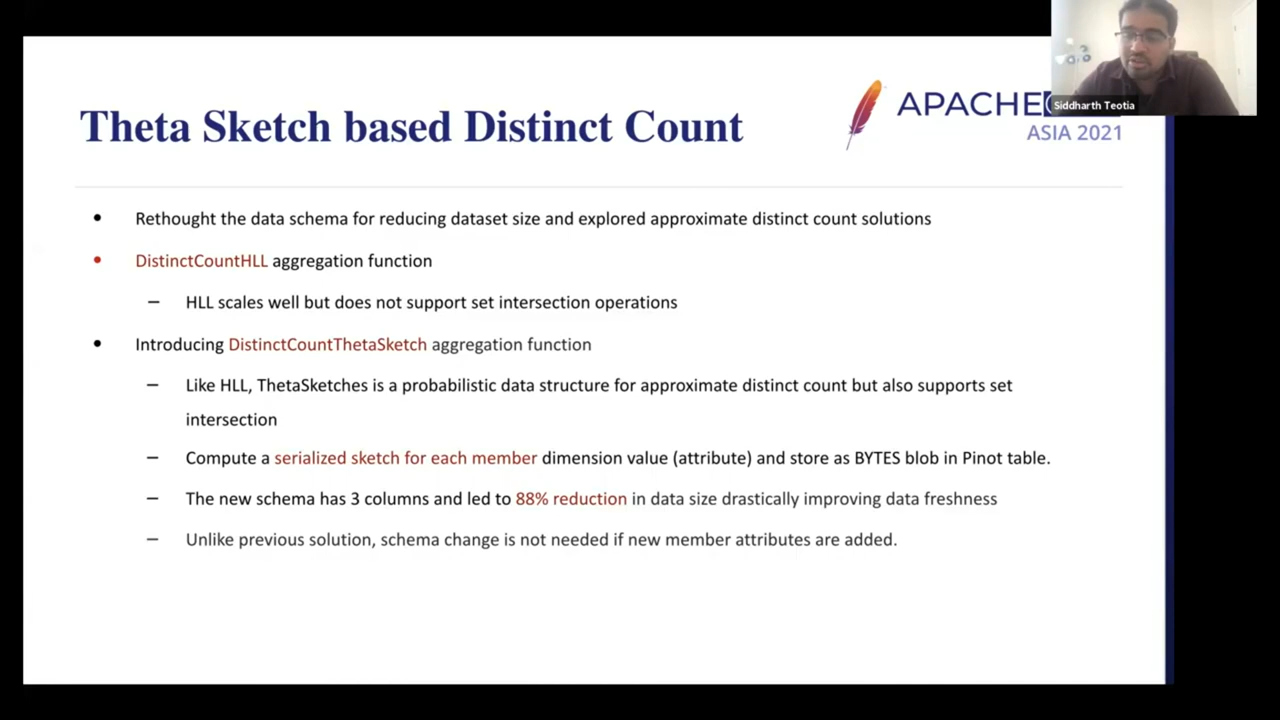 Siddharth Teotia
APACHE
ASIA 2021
Theta Sketch based Distinct Count
• Rethought the data schema for reducing dataset size and explored approximate distinct count solutions
• DistinctCountHLL aggregation function
– HLL scales well but does not support set intersection operations
• Introducing DistinctCountThetaSketch aggregation function
– Like HLL, ThetaSketches is a probabilistic data structure for approximate distinct count but also supports set
intersection
– Compute a serialized sketch for each member dimension value (attribute) and store as BYTES blob in Pinot table.
– The new schema has 3 columns and led to 88% reduction in data size drastically improving data freshness
– Unlike previous solution, schema change is not needed if new member attributes are added.